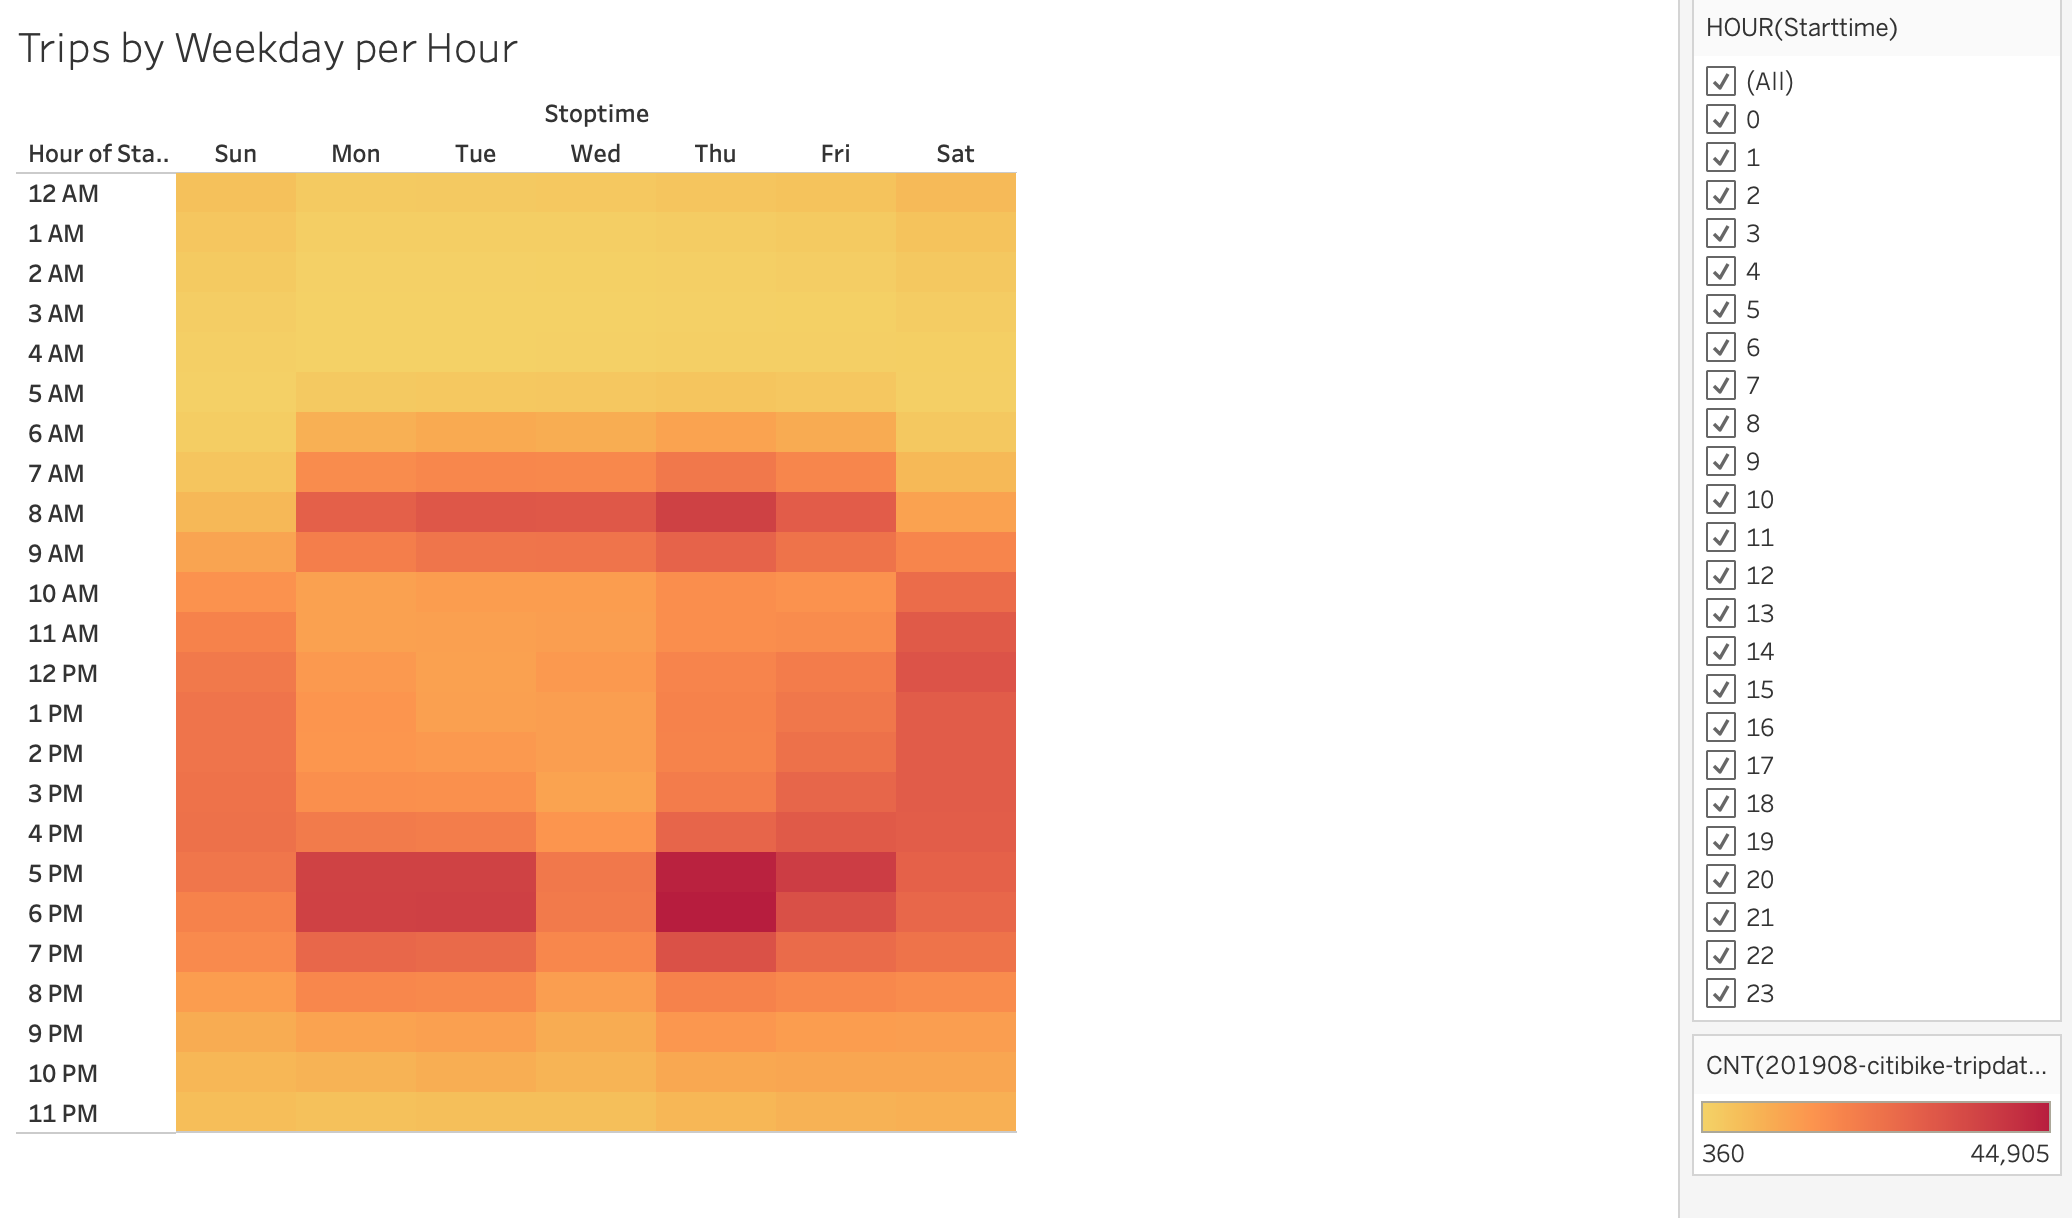 Trips by Weekday per Hour
Stoptime
Hour of Sta.. Sun Mon Tue Wed Thu Fri Sat
12 AM
1 AM
2 AM
3 AM
4 AM
5 AM
6 AM
7 AM
8 AM
9 AM
10 AM
11 AM
12 PM
1 PM
2 PM
3 PM
4 PM
5 PM
6 PM
7 PM
8 PM
9 PM
10 PM
11 PM
HOUR(Starttime)
(All)
0
1
2
3
4
5
6
7
8
9
10
11
12
13
14
15
16
17
18
19
20
21
22
23
CNT(201908-citibike-tripdat...
360 44,905